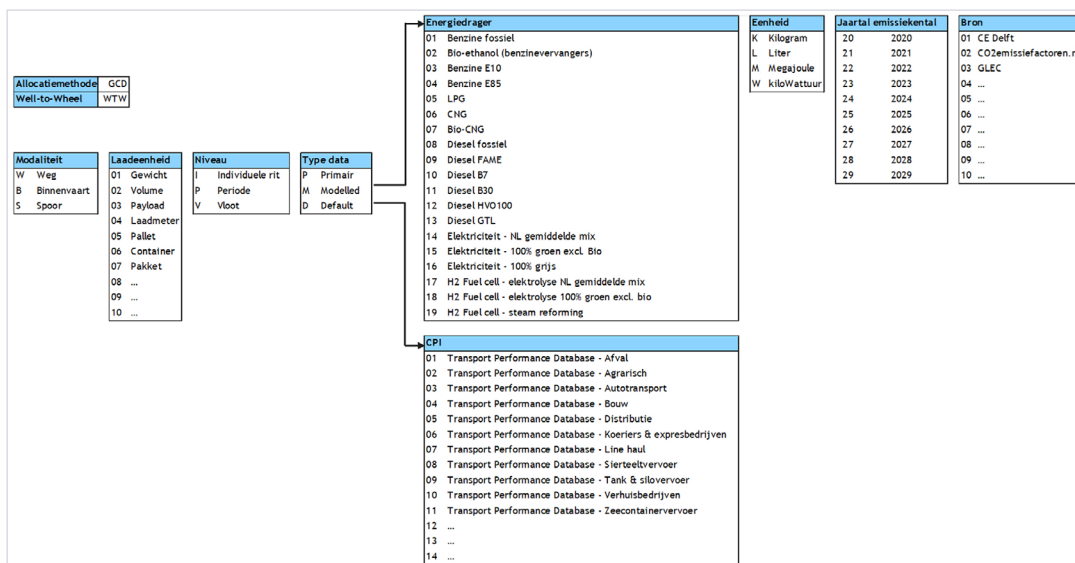 Energiedrager
01 Benzine fossiel
02 Bio-ethanol (benzinevervangers)
03 Benzine E10
04 Benzine E85
05 LPG
06 CNG
07 Bio-CNG
08 Diesel fossiel
09 Diesel FAME
10 Diesel B7
11 Diesel B30
12 Diesel HVO100
13 Diesel GTL
14 Elektriciteit - NL gemiddelde mix
15 Elektriciteit - 100% groen excl. Bio
16 Elektriciteit - 100% grijs
17 H2 Fuel cell - elektrolyse NL gemiddelde mix
18 H2 Fuel cell - elektrolyse 100% groen excl. bio
19 H2 Fuel cell - steam reforming
Eenheid
K Kilogram
L Liter
M Megajoule
W kiloWattuur
Jaartal emissiekental
20 2020
21 2021
22 2022
23 2023
24 2024
25 2025
26 2026
27 2027
28 2028
29 2029
Bron
01 CE Delft
02 CO2emissiefactoren.n
03 GLEC
04 ...
05 ...
06 ...
07 ...
08 ...
09 ...
10 ...
Allocatiemethode GCD
Well-to-Wheel WTW
Modaliteit
W Weg
B Binnenvaart
S Spoor
Laadeenheid
01 Gewicht
02 Volume
03 Payload
04 Laadmeter
05 Pallet
06 Container
07 Pakket
08 ...
09 ...
10 ...
Niveau
I Individuele rit
P Periode
V Vloot
Type data
P Primair
M Modelled
D Default
CPI
01 Transport Performance Database - Afval
02 Transport Performance Database - Agrarisch
03 Transport Performance Database - Autotransport
04 Transport Performance Database - Bouw
05 Transport Performance Database - Distributie
06 Transport Performance Database - Koeriers & expresbedrijven
07 Transport Performance Database - Line haul
08 Transport Performance Database - Sierteeltvervoer
09 Transport Performance Database - Tank & silovervoer
10 Transport Performance Database - Verhuisbedrijven
11 Transport Performance Database - Zeecontainervervoer
12 ...
13 ...
14 ...